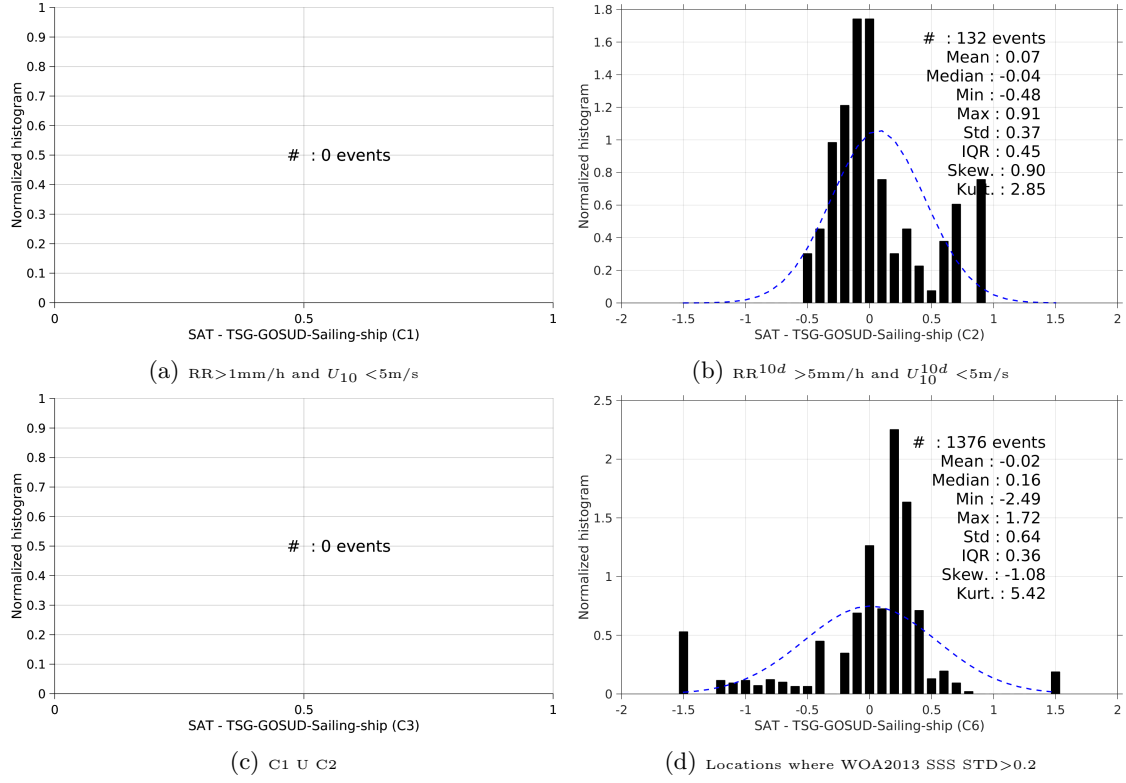 1
0.9
0.8
0.7
0.6
0.5
0.4
0.3
0.2
0.1
0
Normalized histogram
# : 0 events
0 0.5 1
SAT - TSG-GOSUD-Sailing-ship (C1)
(a) RR>1mm/h and U10 <5m/s
1.8
1.6
1.4
1.2
1
0.8
0.6
0.4
0.2
0
Normalized histogram
# : 132 events
Mean : 0.07
Median : -0.04
Min : -0.48
Max : 0.91
Std : 0.37
IQR : 0.45
Skew. : 0.90
Kurt. : 2.85
-2 -1.5 -1 -0.5 0 0.5 1 1.5 2
SAT - TSG-GOSUD-Sailing-ship (C2)
(b) RR10d >5mm/h and U10d10 <5m/s
1
0.9
0.8
0.7
0.6
0.5
0.4
0.3
0.2
0.1
0
Normalized histogram
# : 0 events
0 0.5 1
SAT - TSG-GOSUD-Sailing-ship (C3)
(c) C1 U C2
2.5
2
1.5
1
0.5
0
Normalized histogram
# : 1376 events
Mean : -0.02
Median : 0.16
Min : -2.49
Max : 1.72
Std : 0.64
IQR : 0.36
Skew. : -1.08
Kurt. : 5.42
-2 -1.5 -1 -0.5 0 0.5 1 1.5 2
SAT - TSG-GOSUD-Sailing-ship (C6)
(d) Locations where WOA2013 SSS STD>0.2